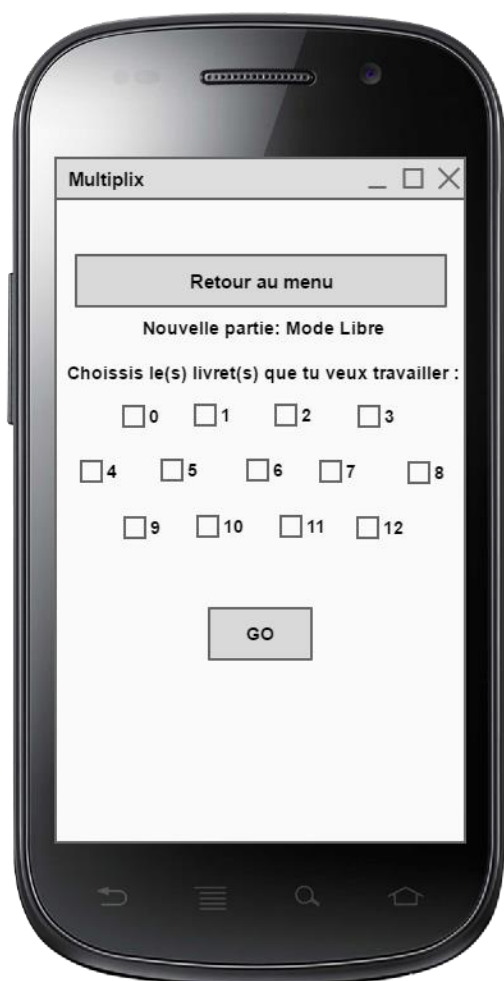 Multiplix
Retour au menu
Nouvelle partie: Mode Libre
Choissis le(s) livret(s) que tu veux travailler :
0 1 2 3
4 5 6 7 8
9 10 11 12
GO